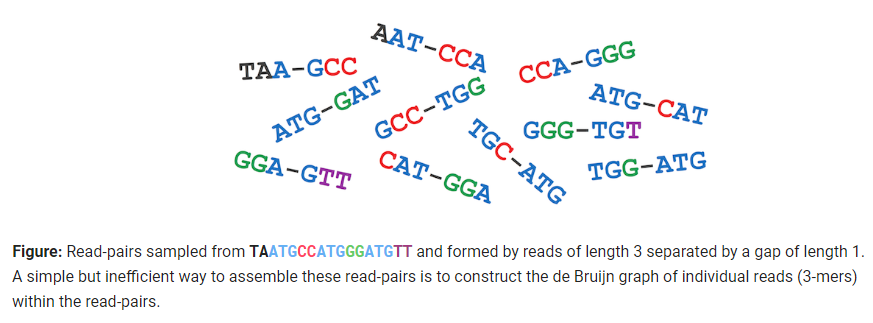 AAT-CCA
TAA-GCC
CCA-GGG
ATG-GAT
GCC-TGG
ATG-CAT
TGC-ATG
GGG-TGT
GGA-GTT
CAT-GGA
TGG-ATG
Figure: Read-pairs sampled from TAATGCCATGGGATGTT and formed by reads of length 3 separated by a gap of length 1.
A simple but inefficient way to assemble these read-pairs is to construct the de Bruijn graph of individual reads (3-mers)
within the read-pairs.